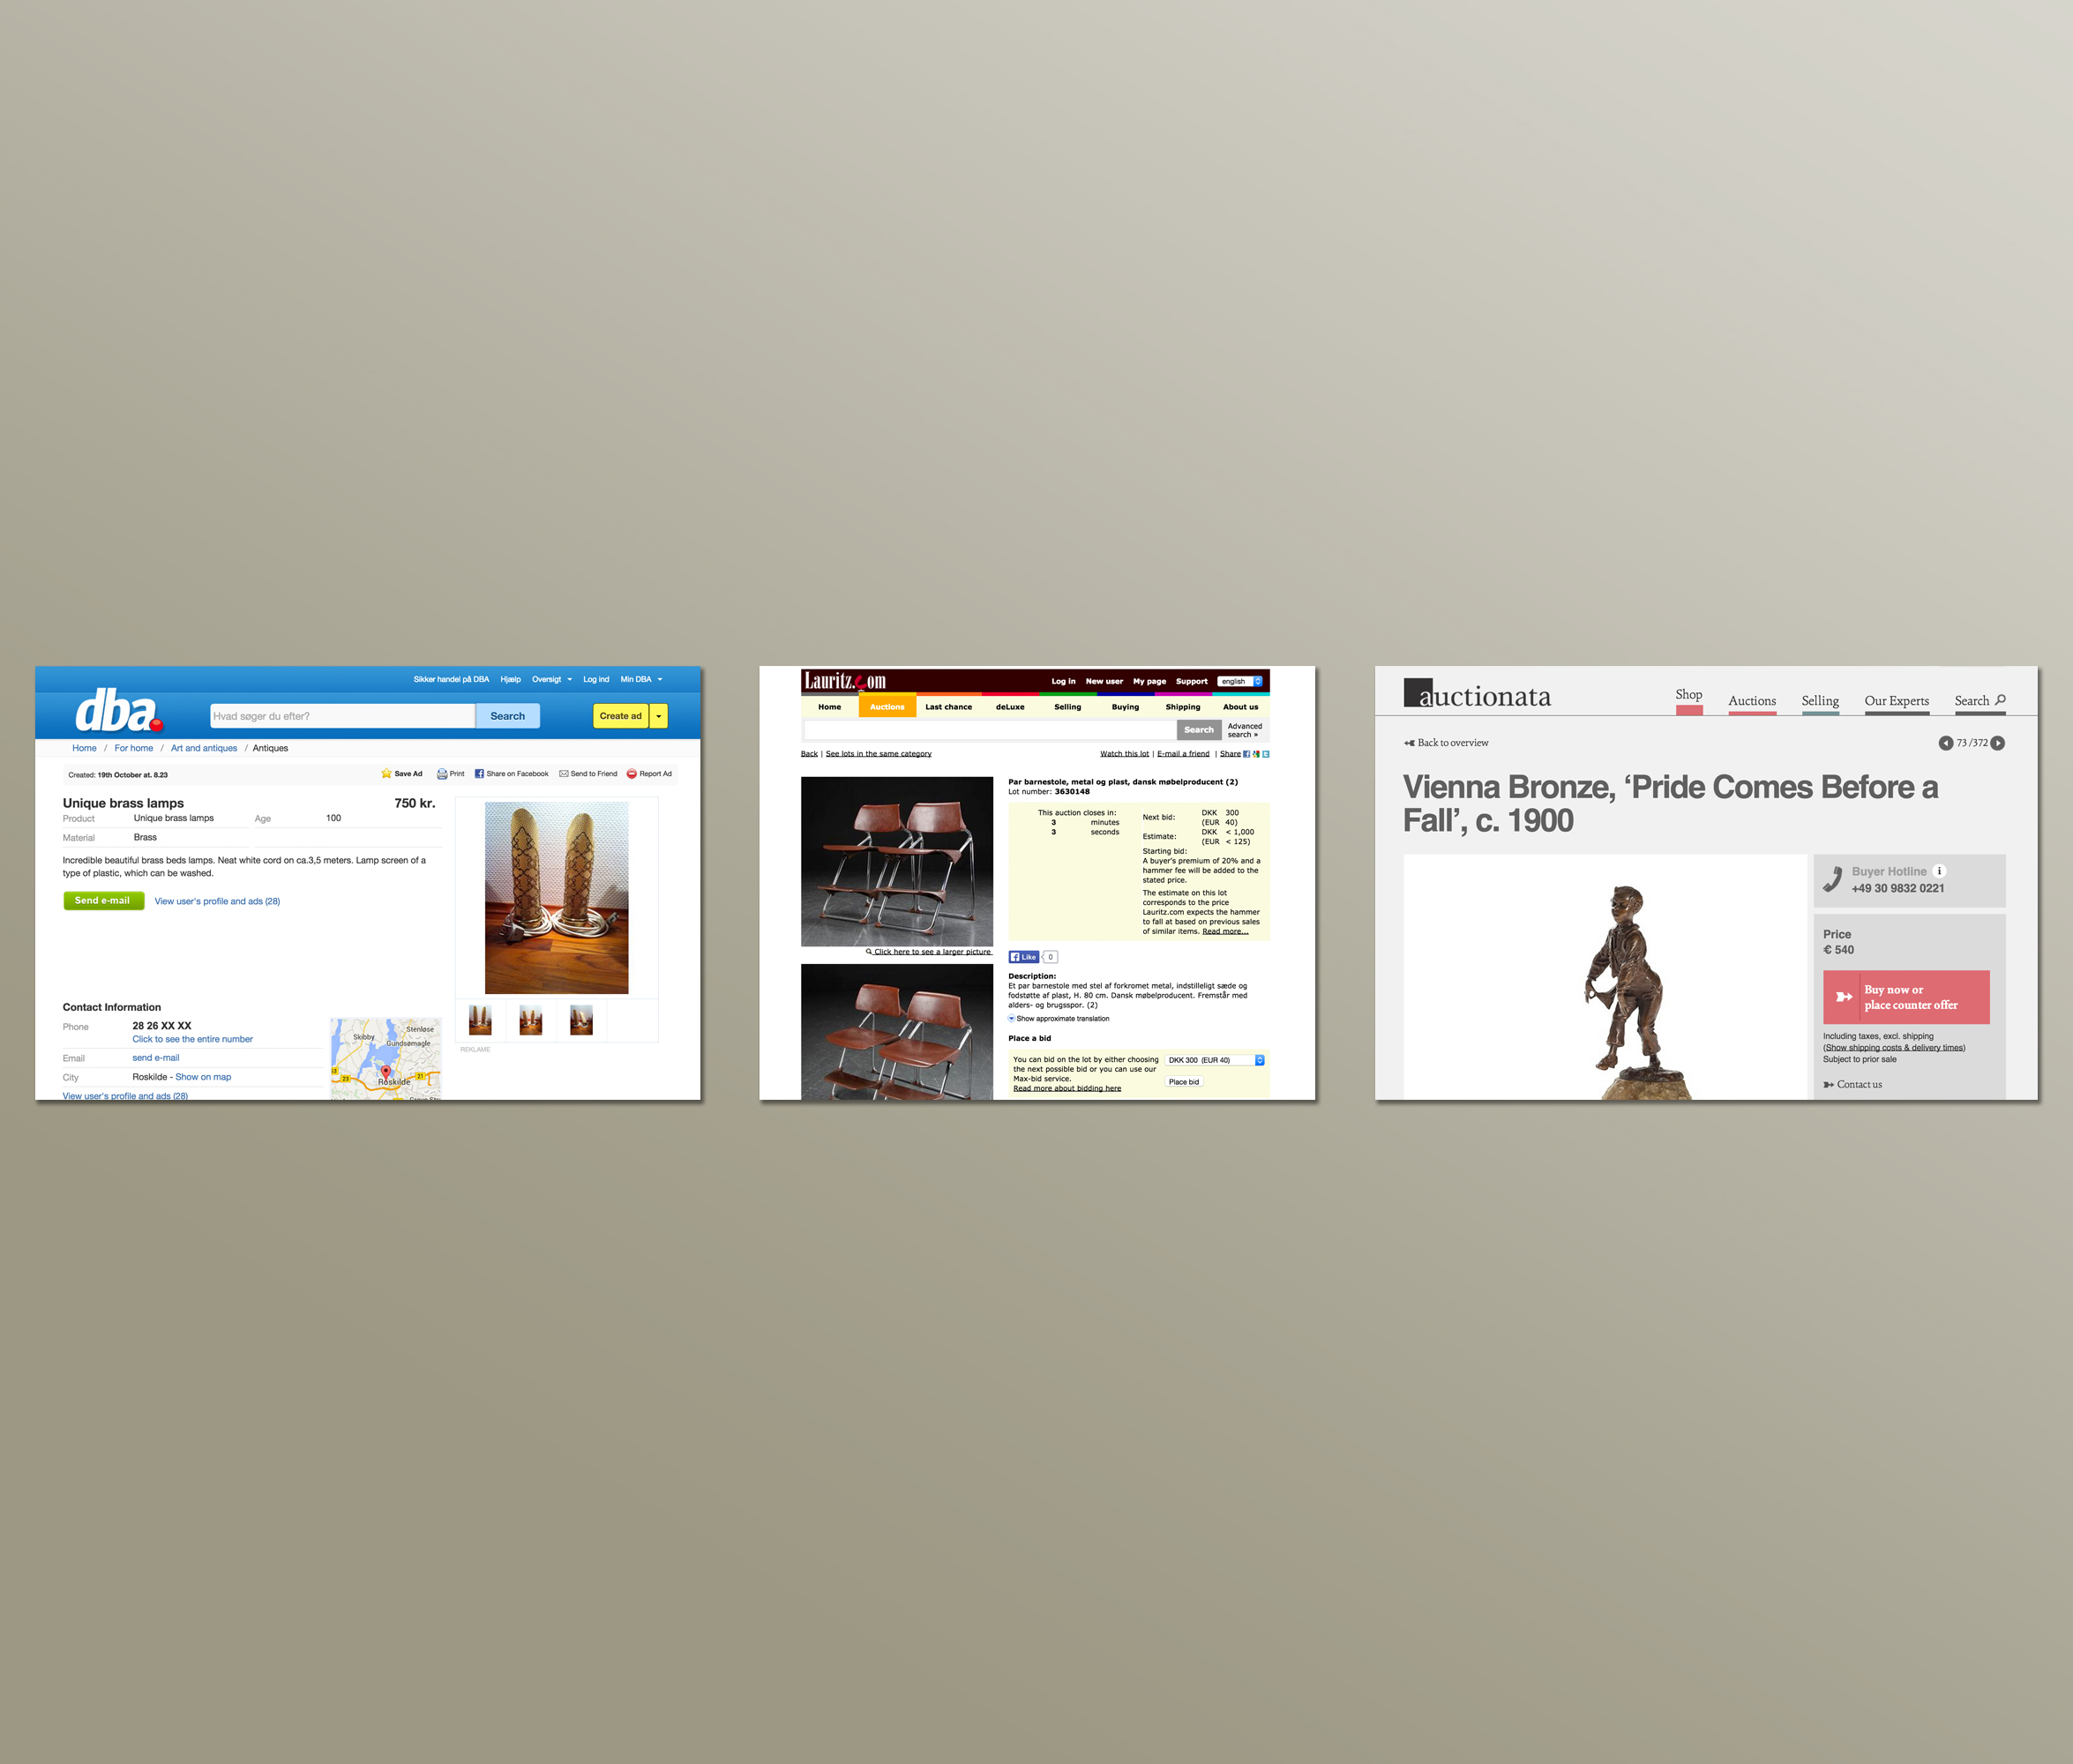 Sikker handel på DBA Hjælp Oversigt Log ind Min DBA
dba.
Hvad søger du efter?
Search
Create ad
Home / For home / Art and antiques / Antiques
Created: 19th October at. 8.23
Save Ad Print Share on Facebook Send to Friend Report Ad
Unique brass lamps 750 kr.
Product Unique brass lamps Age 100
Material Brass
Incredible beautiful brass beds lamps. Neat white cord on ca.3,5 meters. Lamp screen of a
type of plastic, which can be washed.
Send e-mail View user's profile and ads (28)
Contact Information
Phone 28 26 XX XX
Click to see the entire number
Email send e-mail
City Roskilde - Show on map
View user's profile and ads (28)
Stenløse
Skibby
Gundsømagle
23
21
Roskilde
REKLAME
Lauritz.com
Log in New user My page Support english
Home Auctions Last chance deLuxe Selling Buying Shipping About us
Search
Advanced
search »
Back | See lots in the same category
Watch this lot | E-mail a friend | Share
Par barnestole, metal og plast, dansk møbelproducent (2)
Lot number: 3630148
This auction closes in:
3 minutes
3 seconds
Next bid: DKK 300
(EUR 40)
Estimate: DKK < 1,000
(EUR < 125)
Starting bid:
A buyer's premium of 20% and a
hammer fee will be added to the
stated price.
The estimate on this lot
corresponds to the price
Lauritz.com expects the hammer
to fall at based on previous sales
of similar items. Read more...
Click here to see a larger picture
Like 0
Description:
Et par barnestole med stel af forkromet metal, indstilleligt sæde og
fodstøtte af plast, H. 80 cm. Dansk møbelproducent. Fremstår med
alders- og brugsspor. (2)
Show approximate translation
Place a bid
You can bid on the lot by either choosing
the next possible bid or you can use our
Max-bid service.
Read more about bidding here
DKK 300 (EUR 40)
Place bid
auctionata
Shop Auctions Selling Our Experts Search
Back to overview
73 /372
Vienna Bronze, ‘Pride Comes Before a
Fall’, c. 1900
Buyer Hotline i
+49 30 9832 0221
Price
€ 540
Buy now or
place counter offer
Including taxes, excl. shipping
(Show shipping costs & delivery times)
Subject to prior sale
Contact us